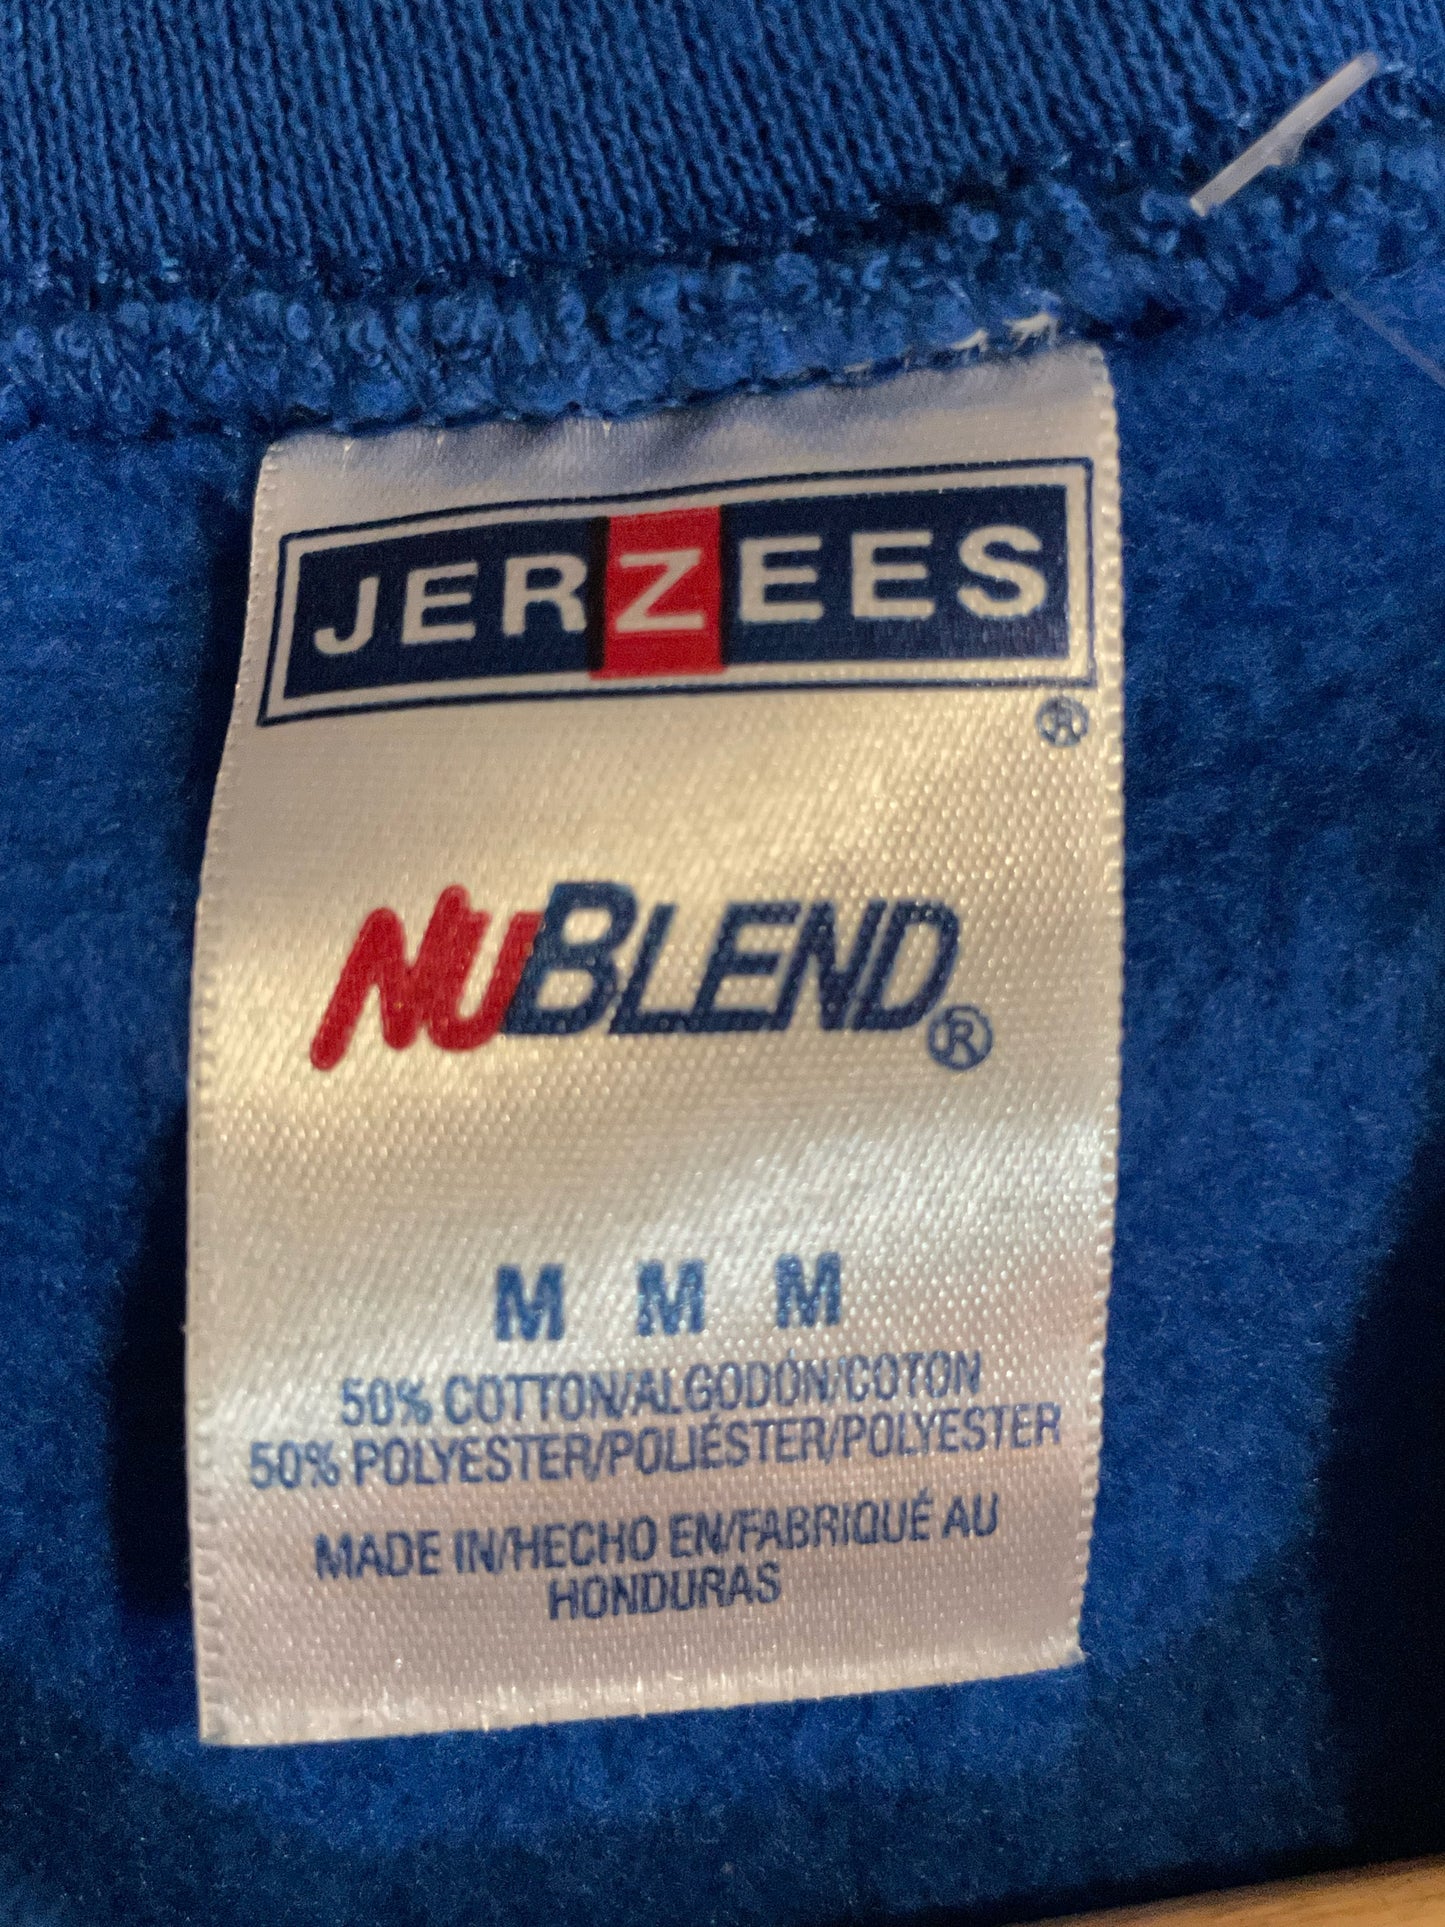 JERZEES®
NUBLEND®
M M M
50% COTTON/ALGODÓN/COTON
50% POLYESTER/POLIÉSTER/POLYESTER
MADE IN/HECHO EN/FABRIQUÉ AU
HONDURAS